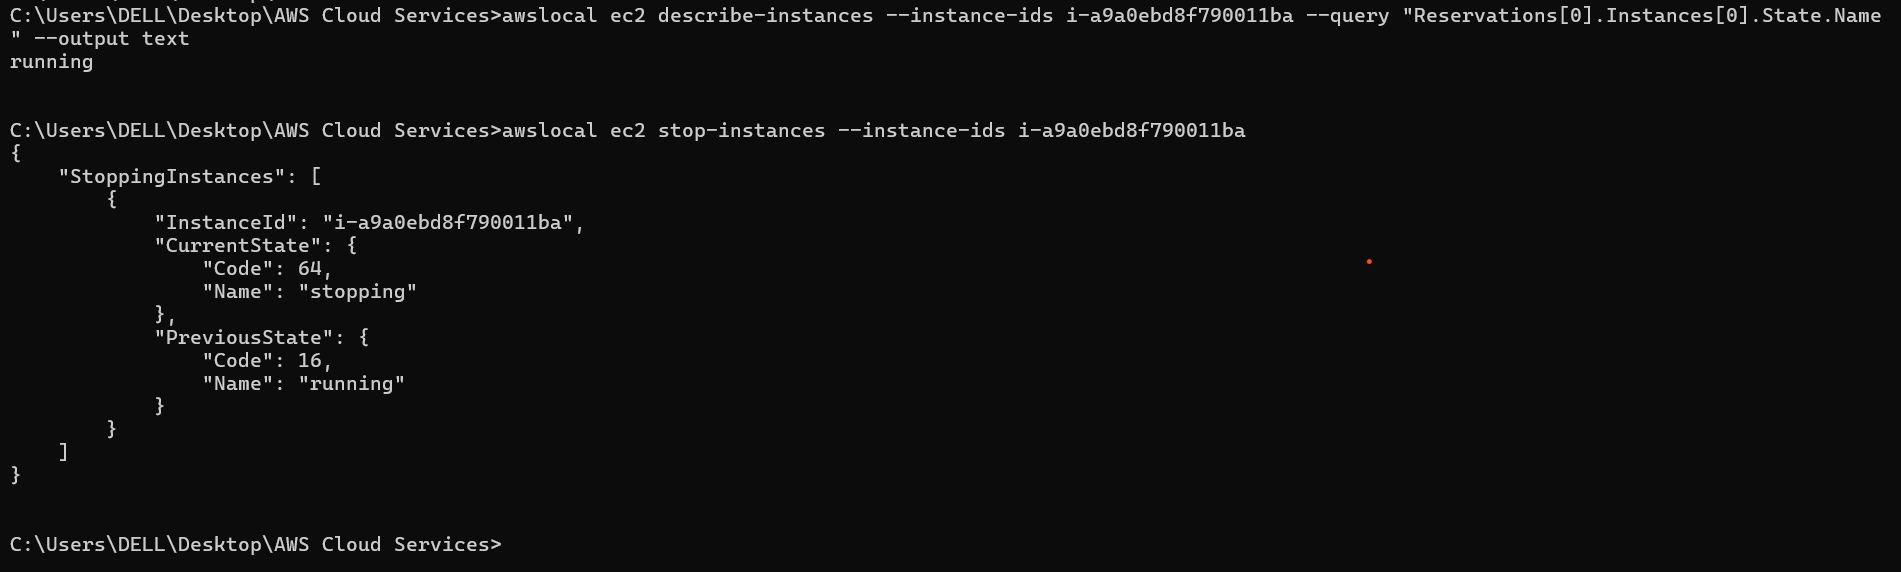 C:\Users\DELL\Desktop\AWS Cloud Services>awslocal ec2 describe-instances --instance-ids i-a9a0ebd8f790011ba --query "Reservations[0].Instances[0].State.Name
" --output text
running
C:\Users\DELL\Desktop\AWS Cloud Services>awslocal ec2 stop-instances --instance-ids i-a9a0ebd8f790011ba
{
    "StoppingInstances": [
        {
            "InstanceId": "i-a9a0ebd8f790011ba",
            "CurrentState": {
                "Code": 64,
                "Name": "stopping"
            },
            "PreviousState": {
                "Code": 16,
                "Name": "running"
            }
        }
    ]
}
C:\Users\DELL\Desktop\AWS Cloud Services>